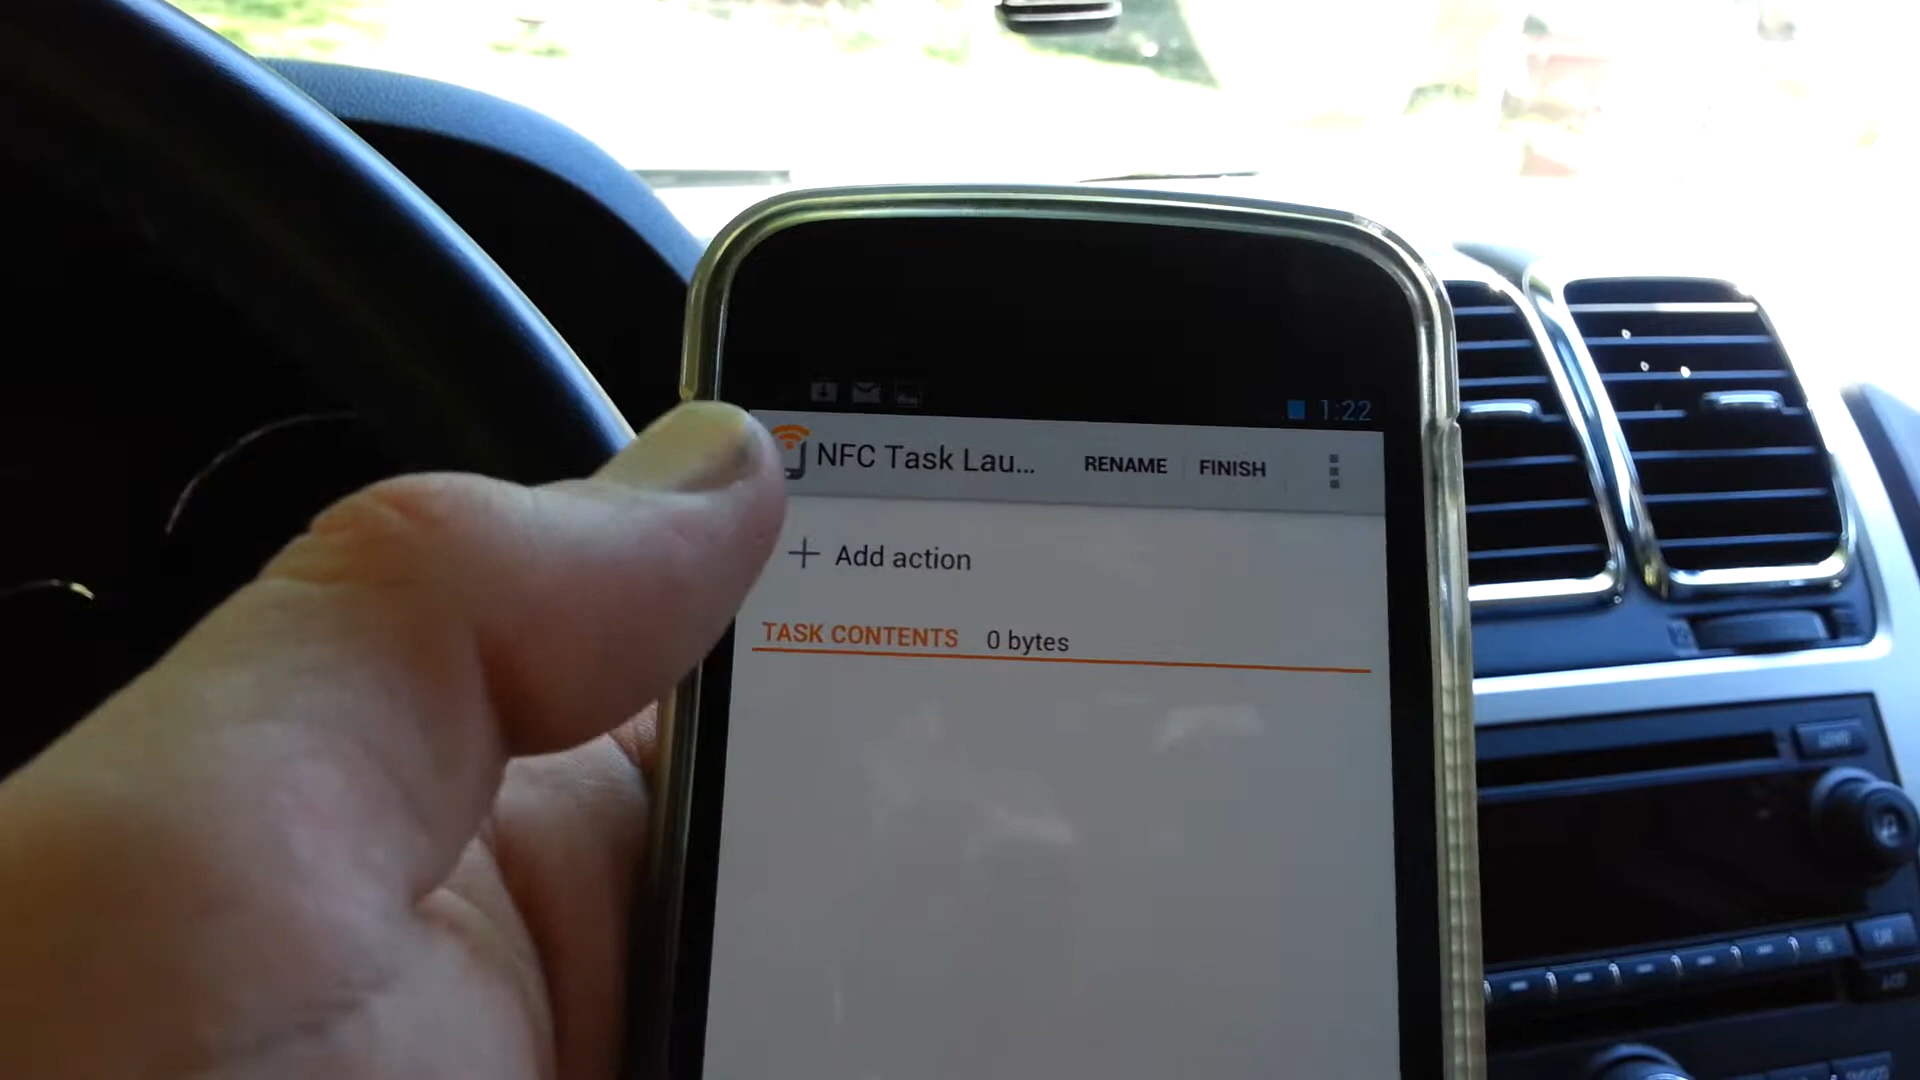 1:22
NFC Task Lau...
RENAME
FINISH
Add action
TASK CONTENTS 0 bytes